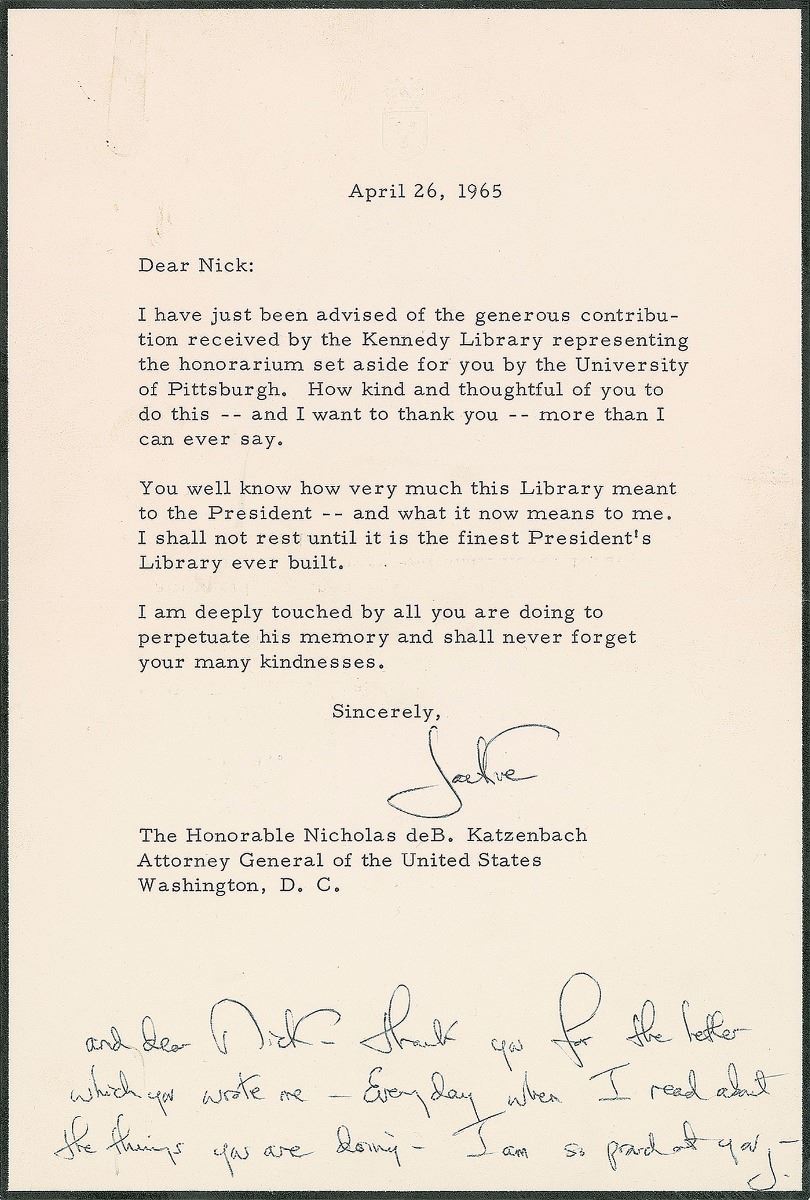 April 26, 1965
Dear Nick:
I have just been advised of the generous contribu-
tion received by the Kennedy Library representing
the honorarium set aside for you by the University
of Pittsburgh. How kind and thoughtful of you to
do this -- and I want to thank you -- more than I
can ever say.
You well know how very much this Library meant
to the President -- and what it now means to me.
I shall not rest until it is the finest President's
Library ever built.
I am deeply touched by all you are doing to
perpetuate his memory and shall never forget
your many kindnesses.
Sincerely,
Jackie
The Honorable Nicholas deB. Katzenbach
Attorney General of the United States
Washington, D. C.
and dear Nick - thank you for the letter
which you wrote me - Every day when I read about
the things you are doing - I am so proud of you - J.